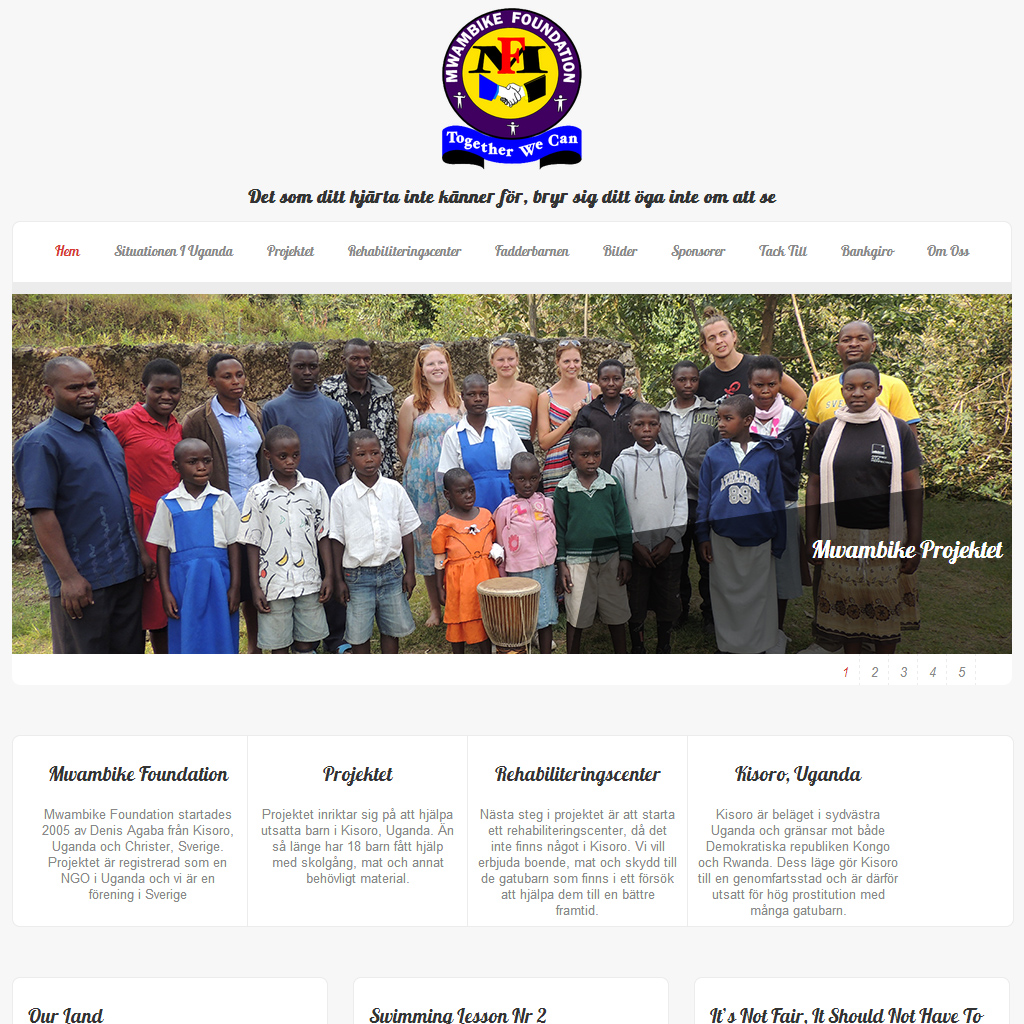 MWAMBIKE FOUNDATION
MFI
Together We Can
Det som ditt hjärta inte känner för, bryr sig ditt öga inte om att se
Hem Situationen I Uganda Projektet Rehabiliteringscenter Fadderbarnen Bilder Sponsorer Tack Till Bankgiro Om Oss
ATHLETICS
89
Mwambike Projektet
1 2 3 4 5
Mwambike Foundation
Mwambike Foundation startades
2005 av Denis Agaba från Kisoro,
Uganda och Christer, Sverige.
Projektet är registrerad som en
NGO i Uganda och vi är en
förening i Sverige
Projektet
Projektet inriktar sig på att hjälpa
utsatta barn i Kisoro, Uganda. Än
så länge har 18 barn fått hjälp
med skolgång, mat och annat
behövligt material.
Rehabiliteringscenter
Nästa steg i projektet är att starta
ett rehabiliteringscenter, då det
inte finns något i Kisoro. Vi vill
erbjuda boende, mat och skydd till
de gatubarn som finns i ett försök
att hjälpa dem till en bättre
framtid.
Kisoro, Uganda
Kisoro är beläget i sydvästra
Uganda och gränsar mot både
Demokratiska republiken Kongo
och Rwanda. Dess läge gör Kisoro
till en genomfartsstad och är därför
utsatt för hög prostitution med
många gatubarn.
Our Land
Swimming Lesson Nr 2
It's Not Fair, It Should Not Have To